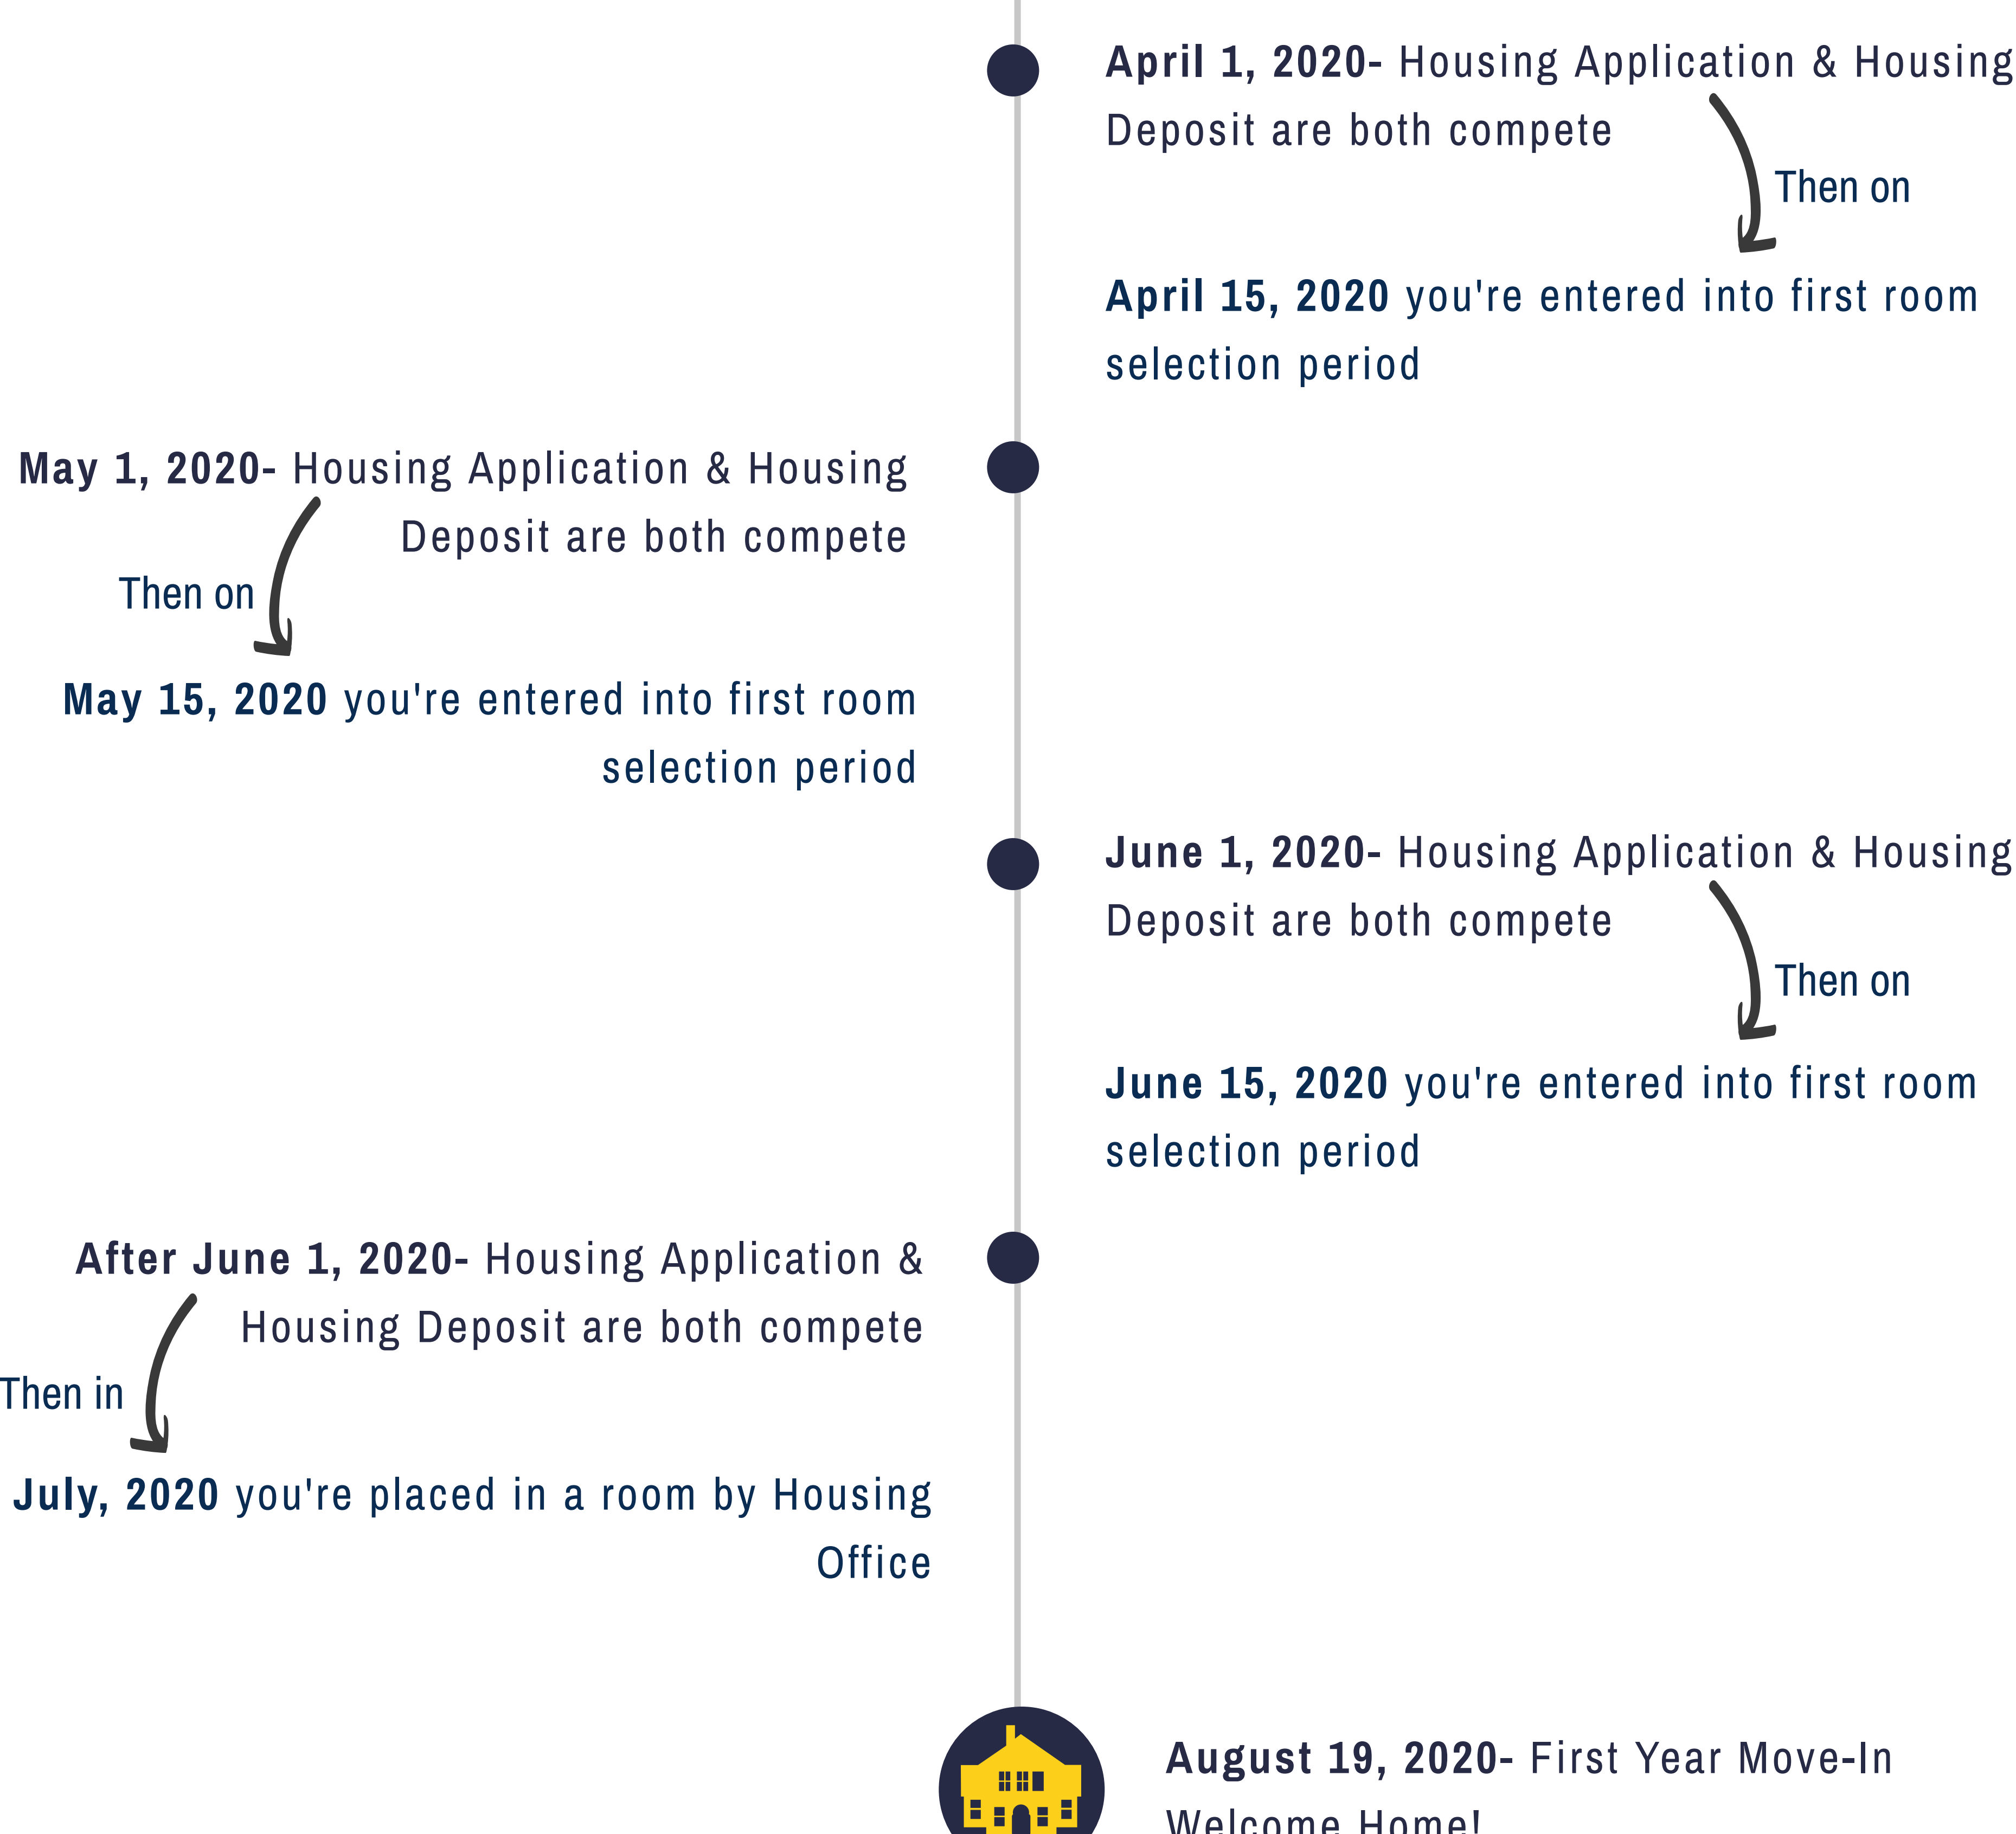 April 1, 2020- Housing Application & Housing
Deposit are both compete
Then on
April 15, 2020 you're entered into first room
selection period
May 1, 2020- Housing Application & Housing
Deposit are both compete
Then on
May 15, 2020 you're entered into first room
selection period
June 1, 2020- Housing Application & Housing
Deposit are both compete
Then on
June 15, 2020 you're entered into first room
selection period
After June 1, 2020- Housing Application &
Housing Deposit are both compete
Then in
July, 2020 you're placed in a room by Housing
Office
August 19, 2020- First Year Move-In
Welcome Home!